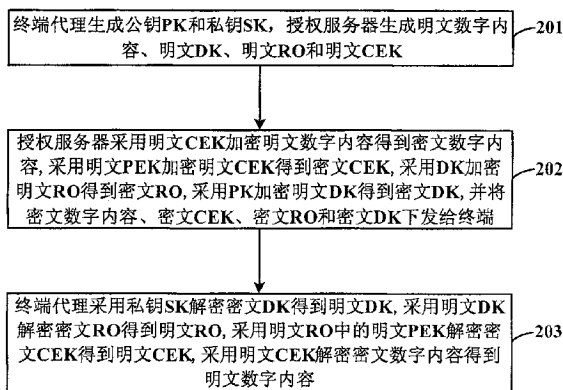 终端代理生成公钥PK和私钥SK，授权服务器生成明文数字内
容、明文DK、明文RO和明文CEK
201
授权服务器采用明文CEK加密明文数字内容得到密文数字内
容,采用明文PEK加密明文CEK得到密文CEK,采用DK加密
明文RO得到密文RO,采用PK加密明文DK得到密文DK,并将
密文数字内容、密文CEK、密文RO和密文DK下发给终端
202
终端代理采用私钥SK解密密文DK得到明文DK,采用明文DK
解密密文RO得到明文RO,采用明文RO中的明文PEK解密密
文CEK得到明文CEK,采用明文CEK解密密文数字内容得到
明文数字内容
203